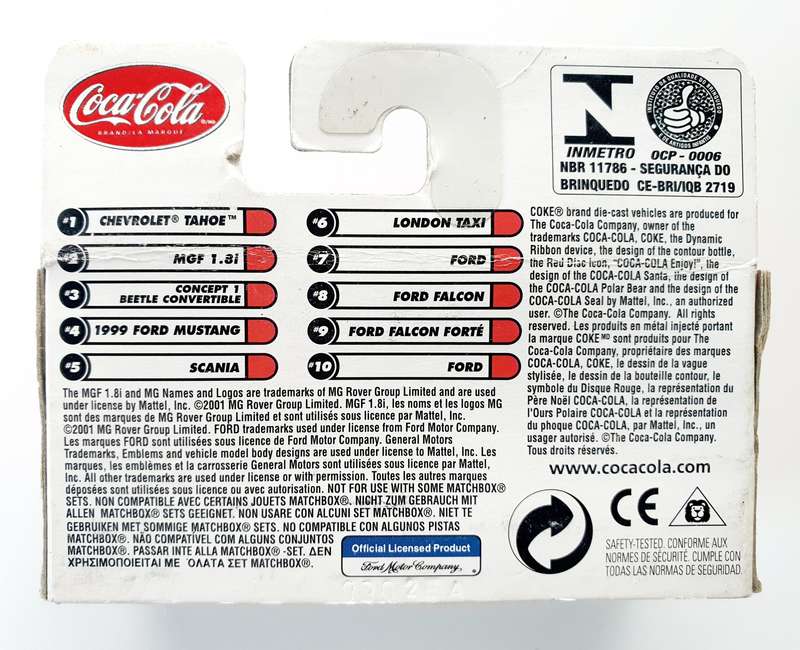 Coca-Cola
BRAND/LA MARQUE
INMETRO OCP - 0006
NBR 11786 - SEGURANÇA DO
BRINQUEDO CE-BRI/IQB 2719
#1 CHEVROLET® TAHOE™
#2 MGF 1.8i
#3 CONCEPT 1
BEETLE CONVERTIBLE
#4 1999 FORD MUSTANG
#5 SCANIA
#6 LONDON TAXI
#7 FORD
#8 FORD FALCON
#9 FORD FALCON FORTÉ
#10 FORD
The MGF 1.8i and MG Names and Logos are trademarks of MG Rover Group Limited and are used
under license by Mattel, Inc. ©2001 MG Rover Group Limited. MGF 1.8i, les noms et les logos MG
sont des marques de MG Rover Group Limited et sont utilisés sous licence par Mattel, Inc.
©2001 MG Rover Group Limited. FORD trademarks used under license from Ford Motor Company.
Les marques FORD sont utilisées sous licence de Ford Motor Company. General Motors
Trademarks, Emblems and vehicle model body designs are used under license to Mattel, Inc. Les
marques, les emblèmes et la carrosserie General Motors sont utilisés sous licence par Mattel,
Inc. All other trademarks are used under license or with permission. Toutes les autres marques
déposées sont utilisées sous licence ou avec autorisation. NOT FOR USE WITH SOME MATCHBOX®
SETS. NON COMPATIBLE AVEC CERTAINS JOUETS MATCHBOX®. NICHT ZUM GEBRAUCH MIT
ALLEN MATCHBOX® SETS GEEIGNET. NON USARE CON ALCUNI SET MATCHBOX®. NIET TE
GEBRUIKEN MET SOMMIGE MATCHBOX® SETS. NO COMPATIBLE CON ALGUNOS PISTAS
MATCHBOX®. NÃO COMPATÍVEL COM ALGUNS CONJUNTOS
MATCHBOX®. PASSAR INTE ALLA MATCHBOX® -SET. ΔΕΝ
ΧΡΗΣΙΜΟΠΟΙΕΙΤΑΙ ΜΕ ΌΛΑΤΑ ΣΕΤ MATCHBOX®.
Official Licensed Product
Ford Motor Company,
COKE® brand die-cast vehicles are produced for
The Coca-Cola Company, owner of the
trademarks COCA-COLA, COKE, the Dynamic
Ribbon device, the design of the contour bottle,
the Red Disc Icon, "COCA-COLA Enjoy!", the
design of the COCA-COLA Santa, the design of
the COCA-COLA Polar Bear and the design of the
COCA-COLA Seal by Mattel, Inc., an authorized
user. ©The Coca-Cola Company. All rights
reserved. Les produits en métal injecté portant
la marque COKE MD sont produits pour The
Coca-Cola Company, propriétaire des marques
COCA-COLA, COKE, le dessin de la vague
stylisée, le dessin de la bouteille contour, le
symbole du Disque Rouge, la représentation du
Père Noël COCA-COLA, la représentation de
l'Ours Polaire COCA-COLA et la représentation
du phoque COCA-COLA, par Mattel, Inc., un
usager autorisé. ©The Coca-Cola Company.
Tous droits réservés.
www.cocacola.com
CE
SAFETY-TESTED. CONFORME AUX
NORMES DE SÉCURITÉ. CUMPLE CON
TODAS LAS NORMAS DE SEGURIDAD.